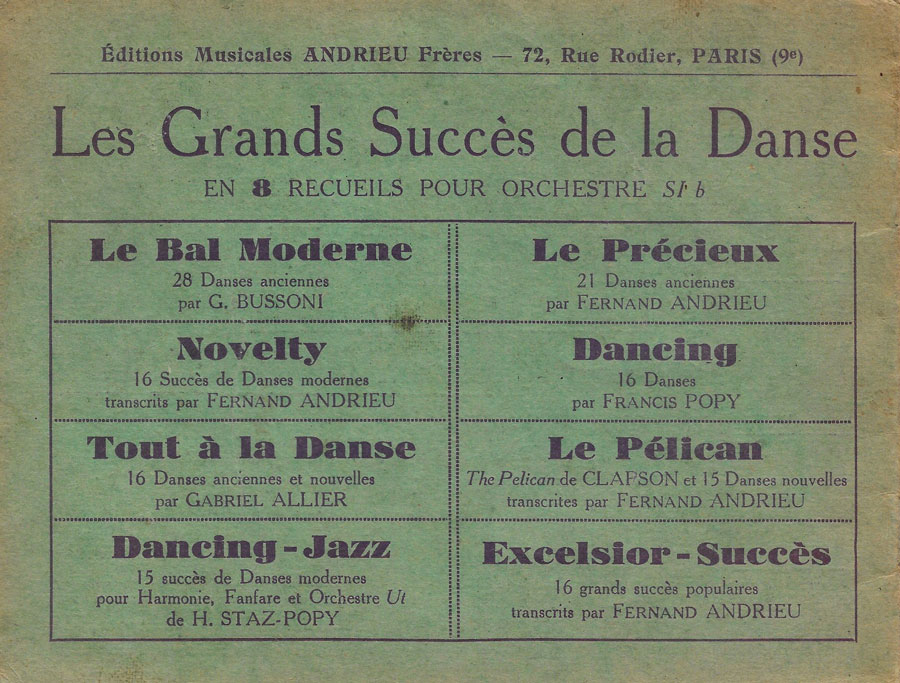 Éditions Musicales ANDRIEU Frères — 72, Rue Rodier, PARIS (9e)
Les Grands Succès de la Danse
EN 8 RECUEILS POUR ORCHESTRE SI b
Le Bal Moderne
28 Danses anciennes
par G. BUSSONI
Le Précieux
21 Danses anciennes
par FERNAND ANDRIEU
Novelty
16 Succès de Danses modernes
transcrits par FERNAND ANDRIEU
Dancing
16 Danses
par FRANCIS POPY
Tout à la Danse
16 Danses anciennes et nouvelles
par GABRIEL ALLIER
Le Pélican
The Pelican de CLAPSON et 15 Danses nouvelles
transcrites par FERNAND ANDRIEU
Dancing-Jazz
15 succès de Danses modernes
pour Harmonie, Fanfare et Orchestre Ut
de H. STAZ-POPY
Excelsior-Succès
16 grands succès populaires
transcrits par FERNAND ANDRIEU